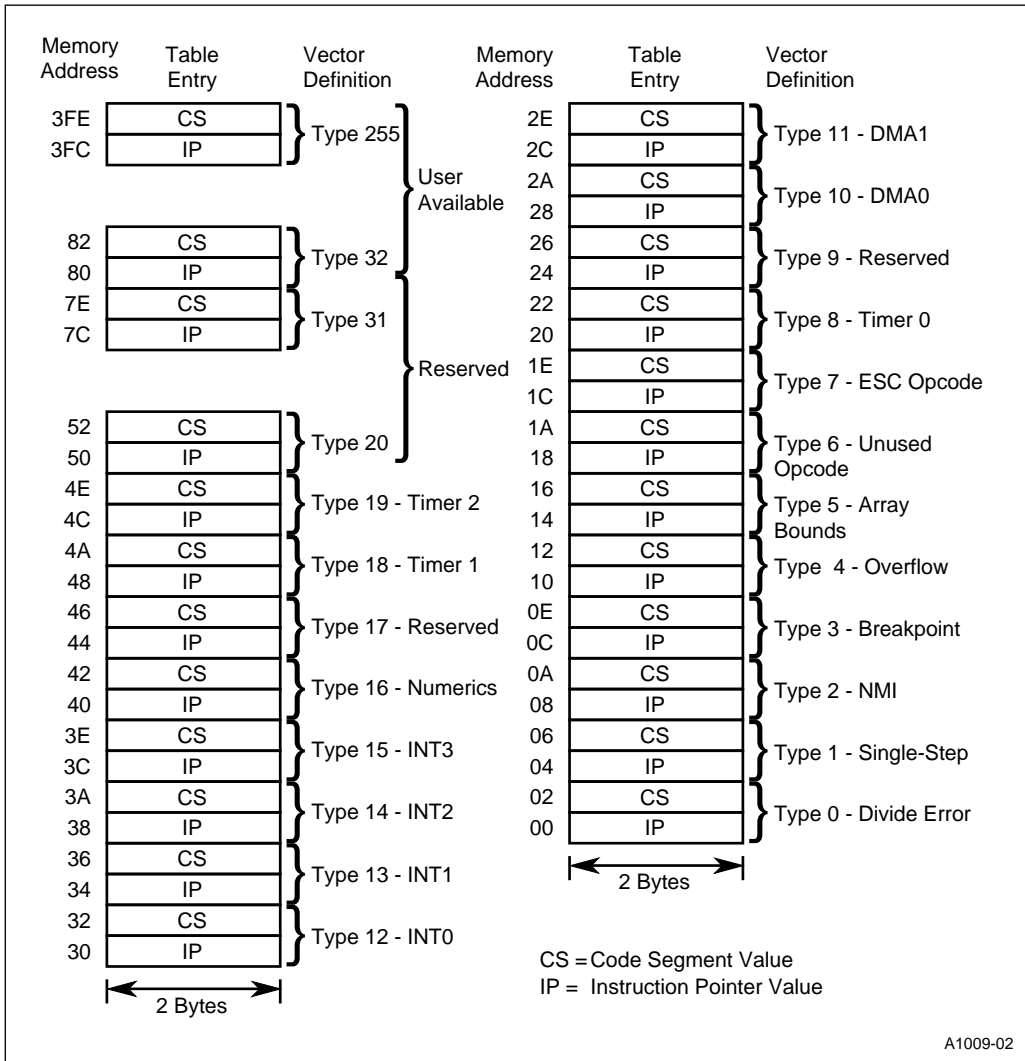 Memory Address Table Entry Vector Definition
3FE CS
3FC IP
Type 255
User Available
82 CS
80 IP
Type 32
7E CS
7C IP
Type 31
Reserved
52 CS
50 IP
Type 20
4E CS
4C IP
Type 19 - Timer 2
4A CS
48 IP
Type 18 - Timer 1
46 CS
44 IP
Type 17 - Reserved
42 CS
40 IP
Type 16 - Numerics
3E CS
3C IP
Type 15 - INT3
3A CS
38 IP
Type 14 - INT2
36 CS
34 IP
Type 13 - INT1
32 CS
30 IP
Type 12 - INT0
2 Bytes
Memory Address Table Entry Vector Definition
2E CS
2C IP
Type 11 - DMA1
2A CS
28 IP
Type 10 - DMA0
26 CS
24 IP
Type 9 - Reserved
22 CS
20 IP
Type 8 - Timer 0
1E CS
1C IP
Type 7 - ESC Opcode
1A CS
18 IP
Type 6 - Unused
Opcode
16 CS
14 IP
Type 5 - Array
Bounds
12 CS
10 IP
Type 4 - Overflow
0E CS
0C IP
Type 3 - Breakpoint
0A CS
08 IP
Type 2 - NMI
06 CS
04 IP
Type 1 - Single-Step
02 CS
00 IP
Type 0 - Divide Error
2 Bytes
CS = Code Segment Value
IP = Instruction Pointer Value
A1009-02